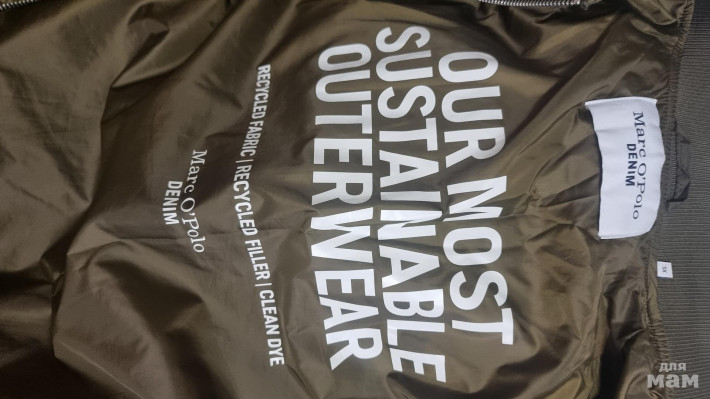 Marc O'Polo
DENIM
OUR MOST
SUSTAINABLE
OUTERWEAR
RECYCLED FABRIC | RECYCLED FILLER | CLEAN DYE
Marc O'Polo
DENIM
для
мам